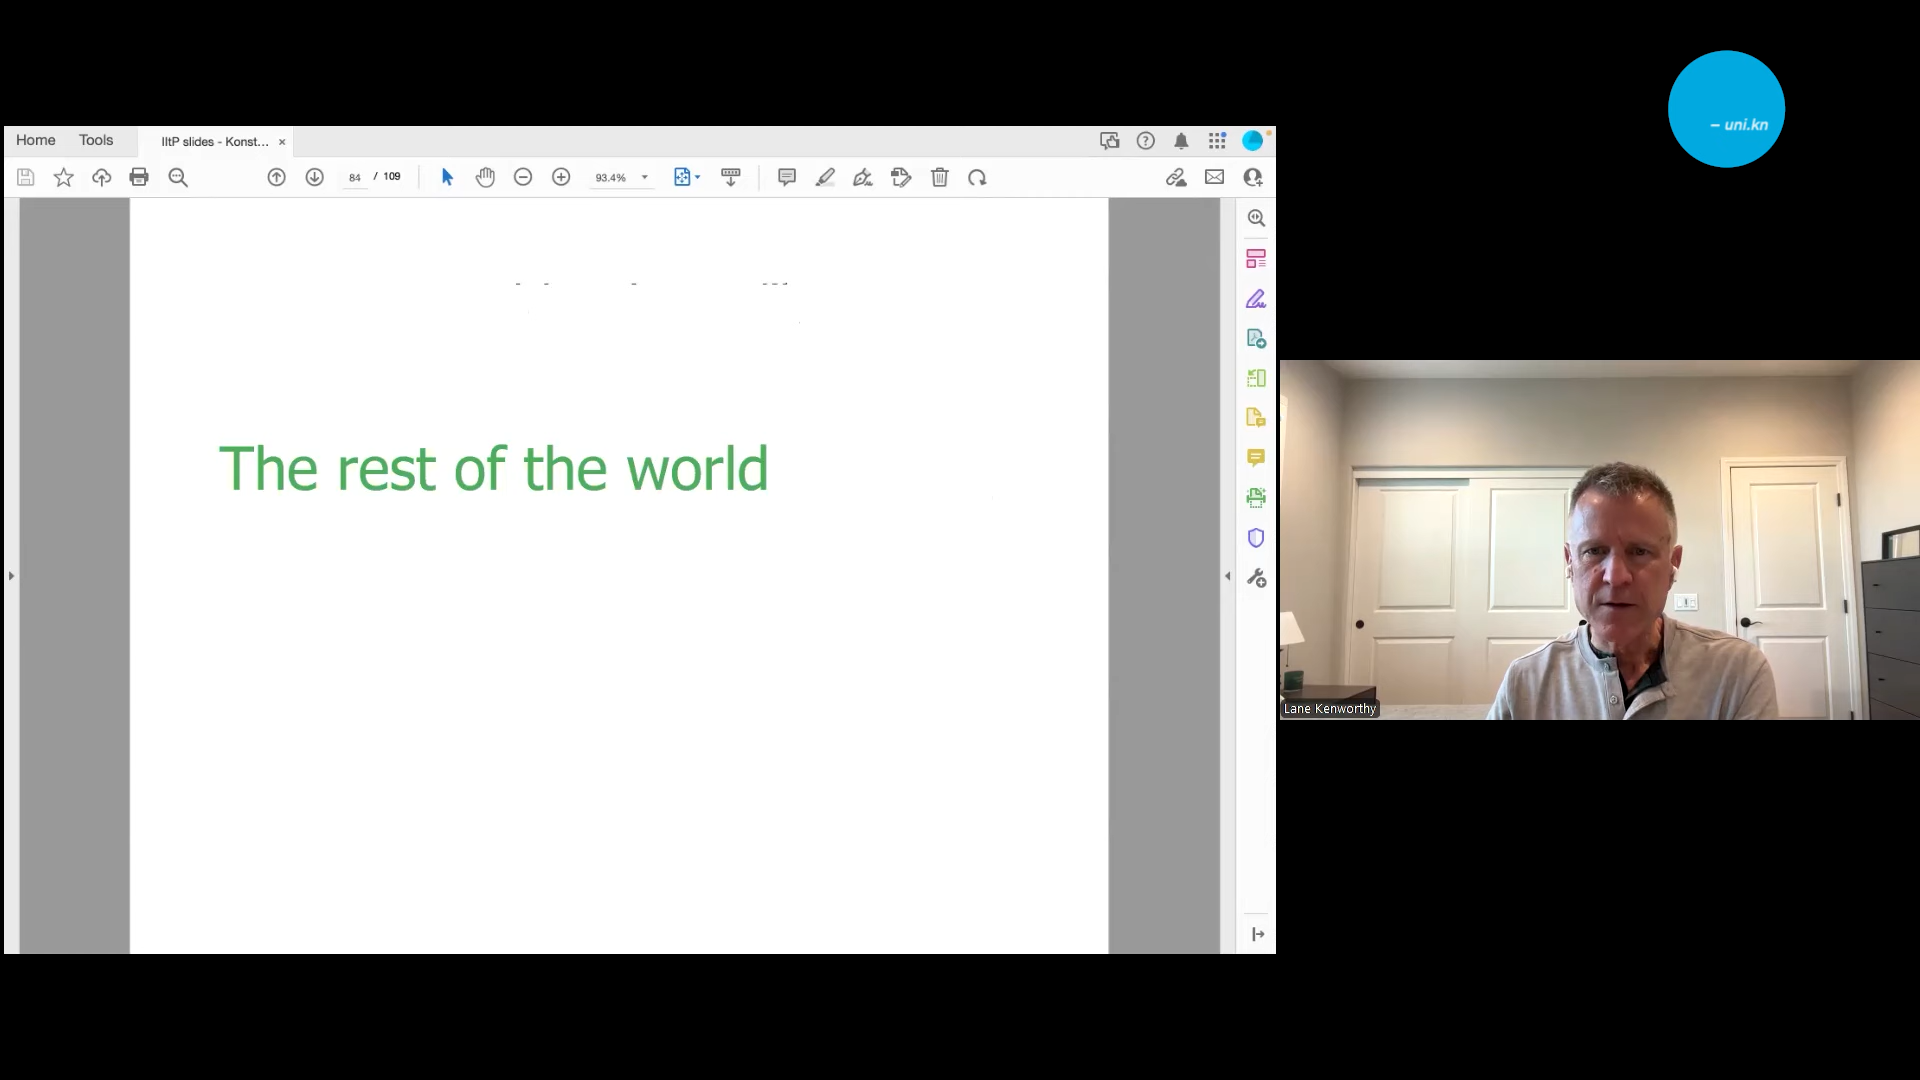 – uni.kn
Home Tools IItP slides - Konst... ×
84 / 109 93.4%
The rest of the world
Lane Kenworthy